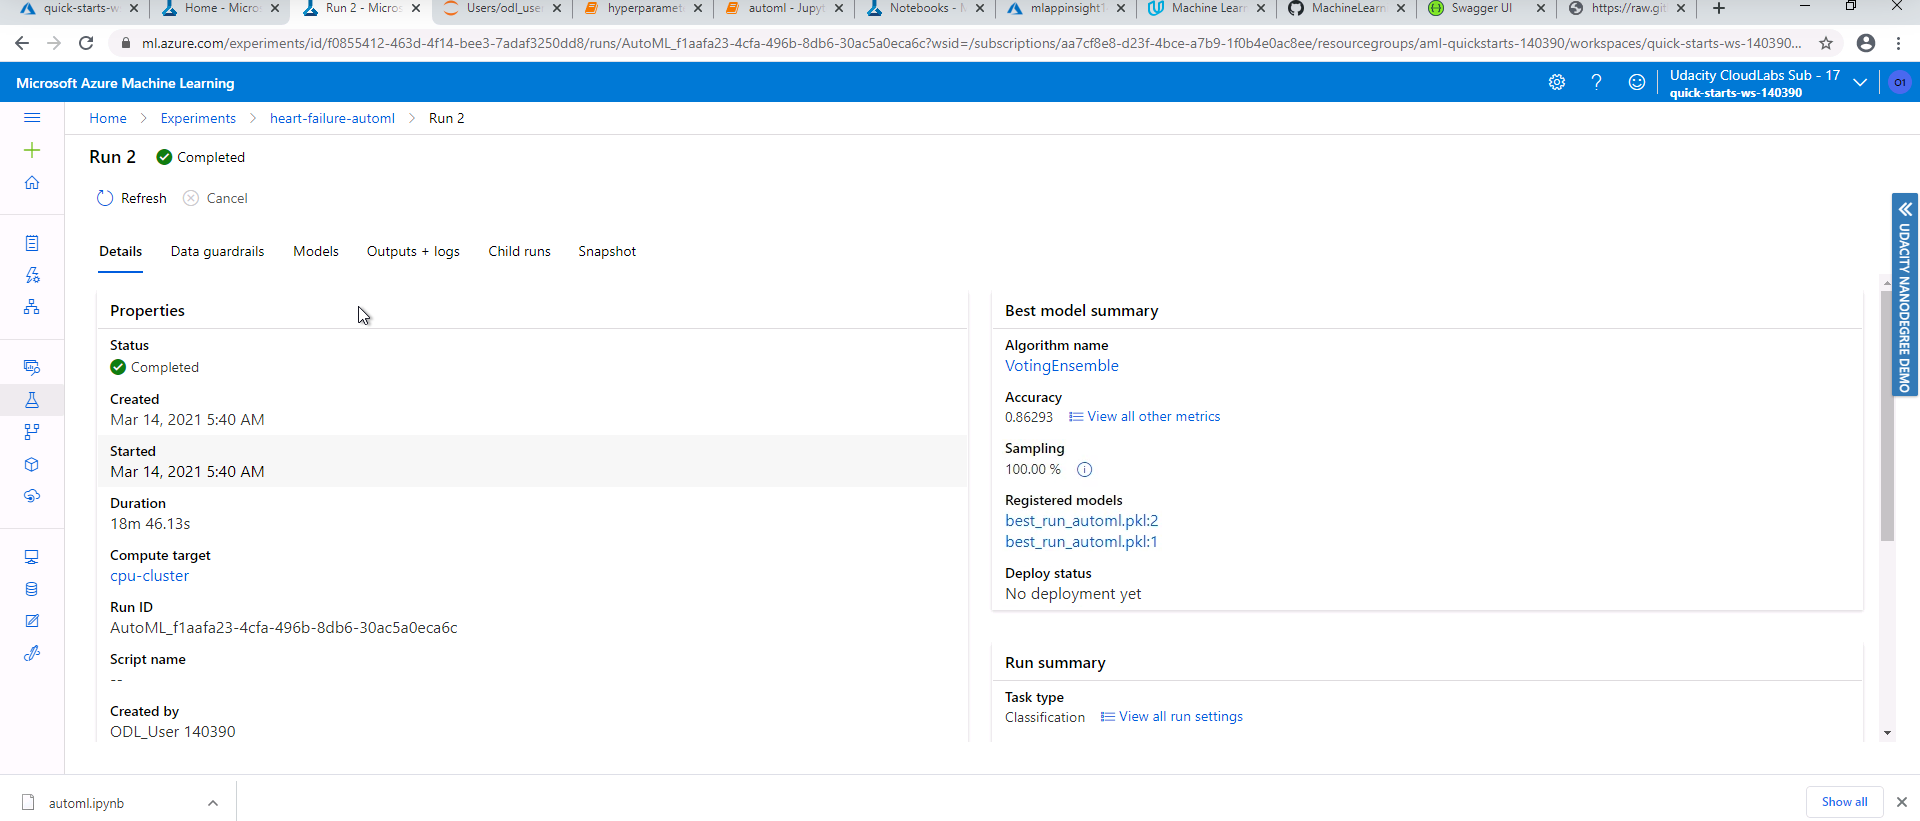 quick-starts-ws
Home - Micros
Run 2 - Micros
Users/odl_use
hyperparamet
automl - Jupyt
Notebooks - M
mlappinsight1
Machine Learn
MachineLearn
Swagger UI
https://raw.git
ml.azure.com/experiments/id/f0855412-463d-4f14-bee3-7adaf3250dd8/runs/AutoML_f1aafa23-4cfa-496b-8db6-30ac5a0eca6c?wsid=/subscriptions/aa7cf8e8-d23f-4bce-a7b9-1f0b4e0ac8ee/resourcegroups/aml-quickstarts-140390/workspaces/quick-starts-ws-140390...
Microsoft Azure Machine Learning
Udacity CloudLabs Sub - 17
quick-starts-ws-140390
O1
Home > Experiments > heart-failure-automl > Run 2
Run 2 Completed
Refresh Cancel
Details Data guardrails Models Outputs + logs Child runs Snapshot
UDACITY NANODEGREE DEMO
Properties
Status
Completed
Created
Mar 14, 2021 5:40 AM
Started
Mar 14, 2021 5:40 AM
Duration
18m 46.13s
Compute target
cpu-cluster
Run ID
AutoML_f1aafa23-4cfa-496b-8db6-30ac5a0eca6c
Script name
--
Created by
ODL_User 140390
Best model summary
Algorithm name
VotingEnsemble
Accuracy
0.86293 View all other metrics
Sampling
100.00 %
Registered models
best_run_automl.pkl:2
best_run_automl.pkl:1
Deploy status
No deployment yet
Run summary
Task type
Classification View all run settings
automl.ipynb
Show all